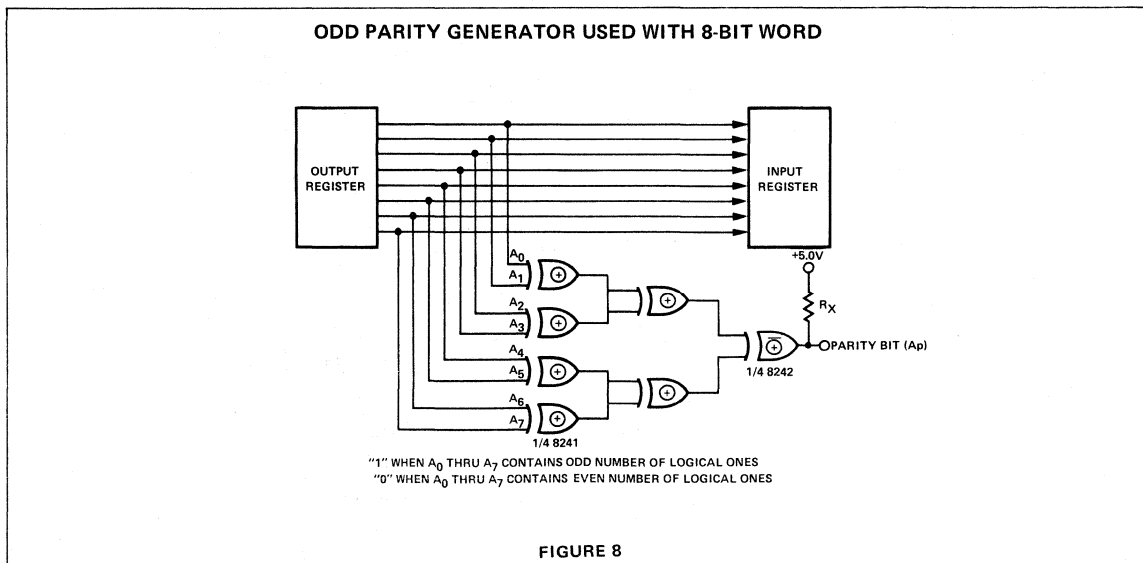 ODD PARITY GENERATOR USED WITH 8-BIT WORD
OUTPUT
REGISTER
INPUT
REGISTER
+5.0V
RX
A0
A1
A2
A3
A4
A5
A6
A7
PARITY BIT (Ap)
1/4 8242
1/4 8241
"1" WHEN A0 THRU A7 CONTAINS ODD NUMBER OF LOGICAL ONES
"0" WHEN A0 THRU A7 CONTAINS EVEN NUMBER OF LOGICAL ONES
FIGURE 8